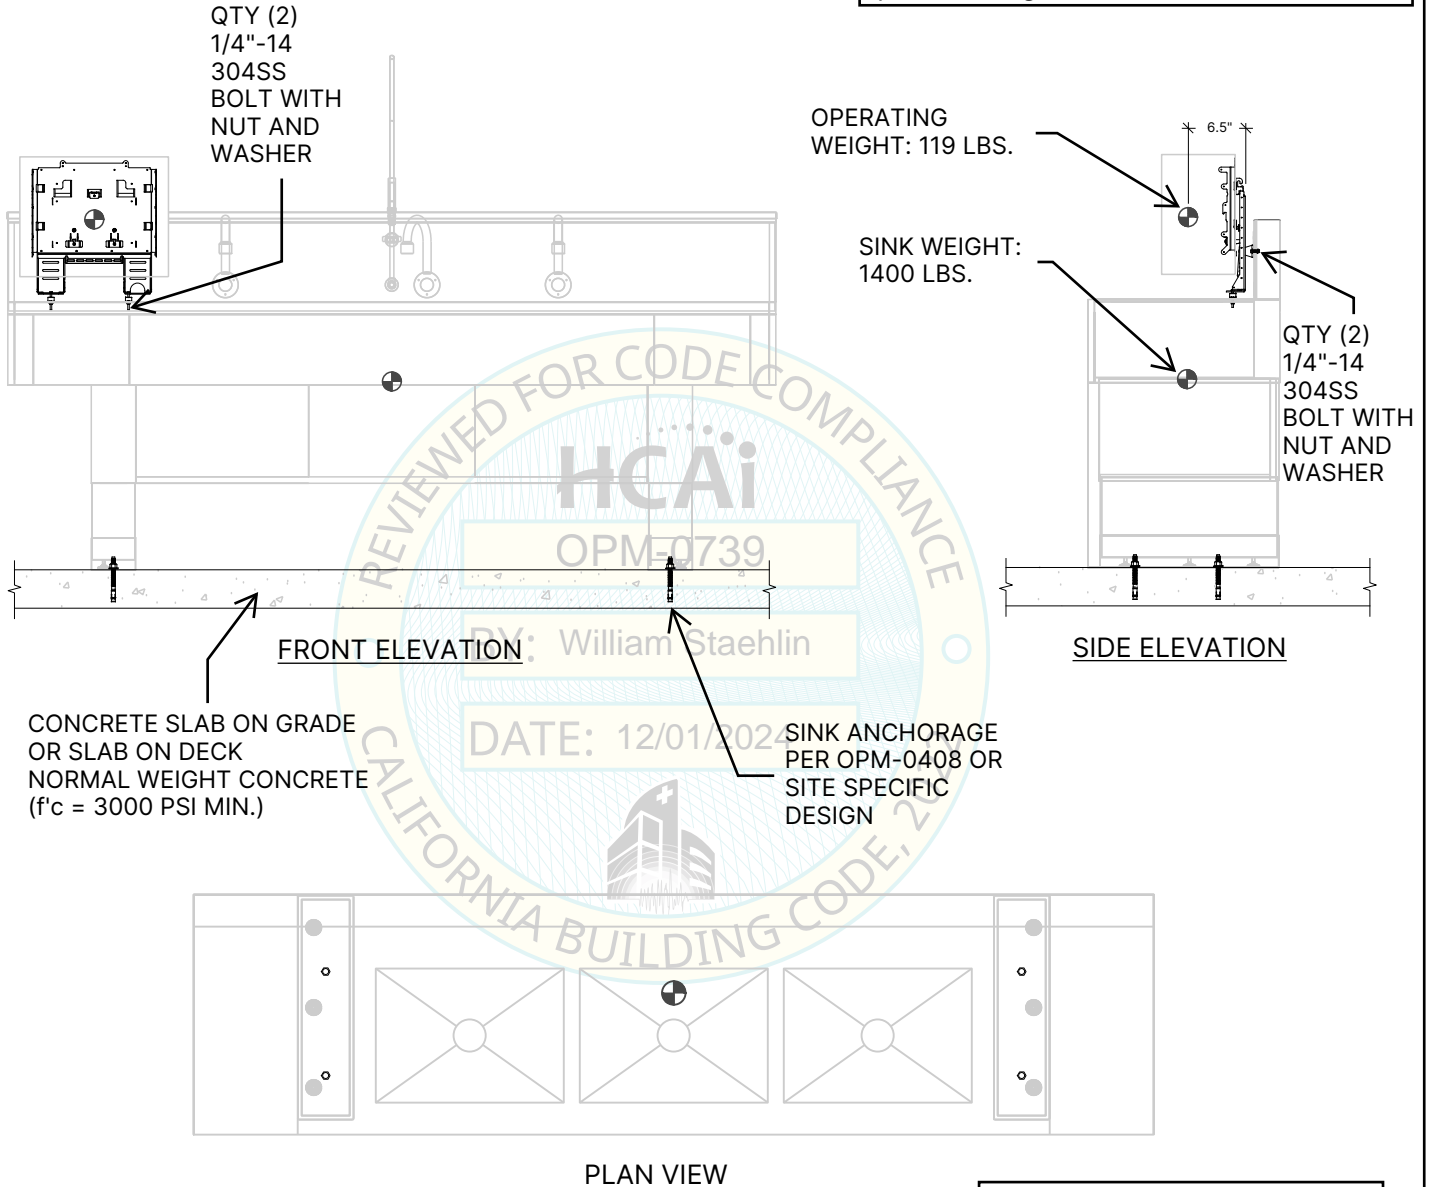 QTY (2)
1/4"-14
304SS
BOLT WITH
NUT AND
WASHER
OPERATING
WEIGHT: 119 LBS.
6.5"
SINK WEIGHT:
1400 LBS.
QTY (2)
1/4"-14
304SS
BOLT WITH
NUT AND
WASHER
REVIEWED FOR CODE COMPLIANCE
HCAi
OPM-0739
BY: William Staehlin
DATE: 12/01/2024
CALIFORNIA BUILDING CODE,
FRONT ELEVATION
SIDE ELEVATION
CONCRETE SLAB ON GRADE
OR SLAB ON DECK
NORMAL WEIGHT CONCRETE
(f'c = 3000 PSI MIN.)
SINK ANCHORAGE
PER OPM-0408 OR
SITE SPECIFIC
DESIGN
PLAN VIEW